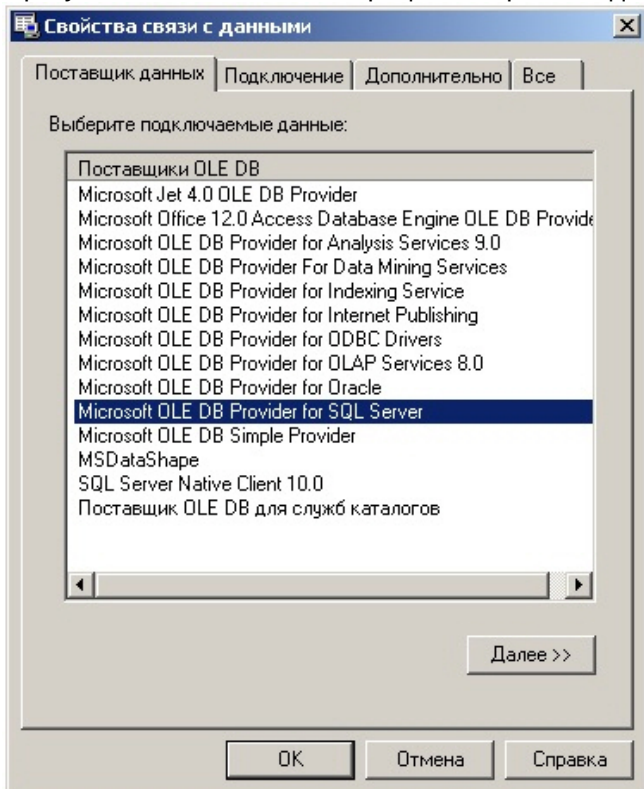 Свойства связи с данными
Поставщик данных Подключение Дополнительно Все
Выберите подключаемые данные:
Поставщики OLE DB
Microsoft Jet 4.0 OLE DB Provider
Microsoft Office 12.0 Access Database Engine OLE DB Provide
Microsoft OLE DB Provider for Analysis Services 9.0
Microsoft OLE DB Provider For Data Mining Services
Microsoft OLE DB Provider for Indexing Service
Microsoft OLE DB Provider for Internet Publishing
Microsoft OLE DB Provider for ODBC Drivers
Microsoft OLE DB Provider for OLAP Services 8.0
Microsoft OLE DB Provider for Oracle
Microsoft OLE DB Provider for SQL Server
Microsoft OLE DB Simple Provider
MSDataShape
SQL Server Native Client 10.0
Поставщик OLE DB для служб каталогов
Далее >>
OK Отмена Справка